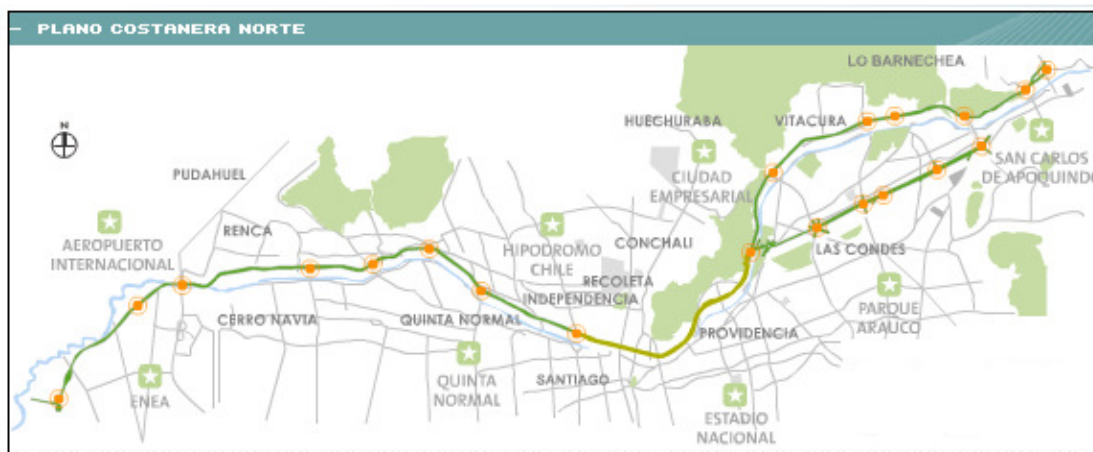 PLANO COSTANERA NORTE
LO BARNECHEA
HUECHURABA
VITACURA
N
SAN CARLOS
DE APOQUINDO
PUDAHUEL
CIUDAD
EMPRESARIAL
RENCA
AEROPUERTO
INTERNACIONAL
HIPODROMO
CHILE
CONCHALI
LAS CONDES
RECOLETA
INDEPENDENCIA
PARQUE
ARAUCO
CERRO NAVIA
QUINTA NORMAL
PROVIDENCIA
SANTIAGO
QUINTA
NORMAL
ENEA
ESTADIO
NACIONAL